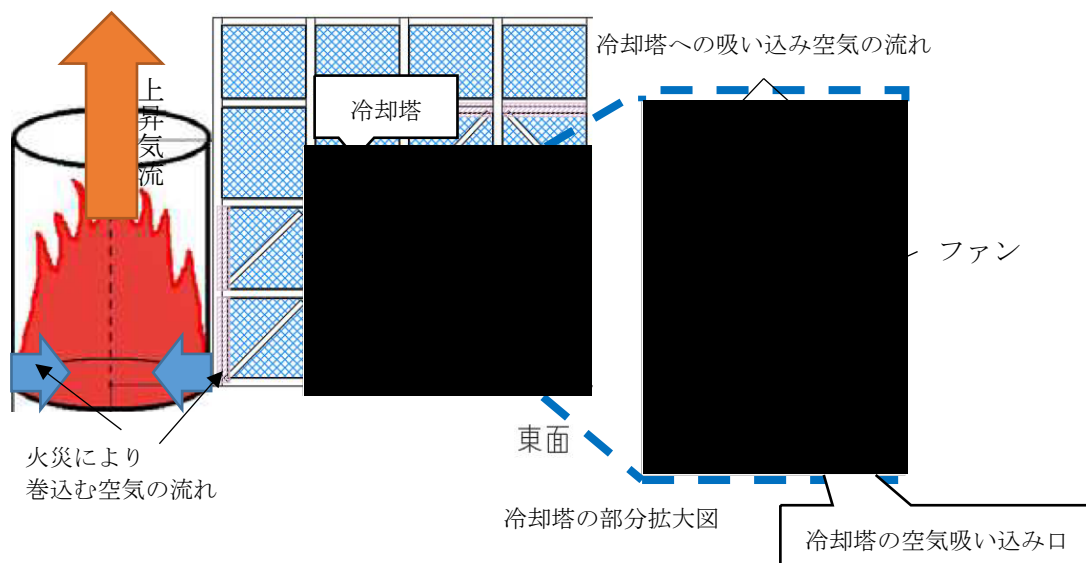 上昇気流
冷却塔
冷却塔への吸い込み空気の流れ
ファン
東面
火災により
巻込む空気の流れ
冷却塔の部分拡大図
冷却塔の空気吸い込み口